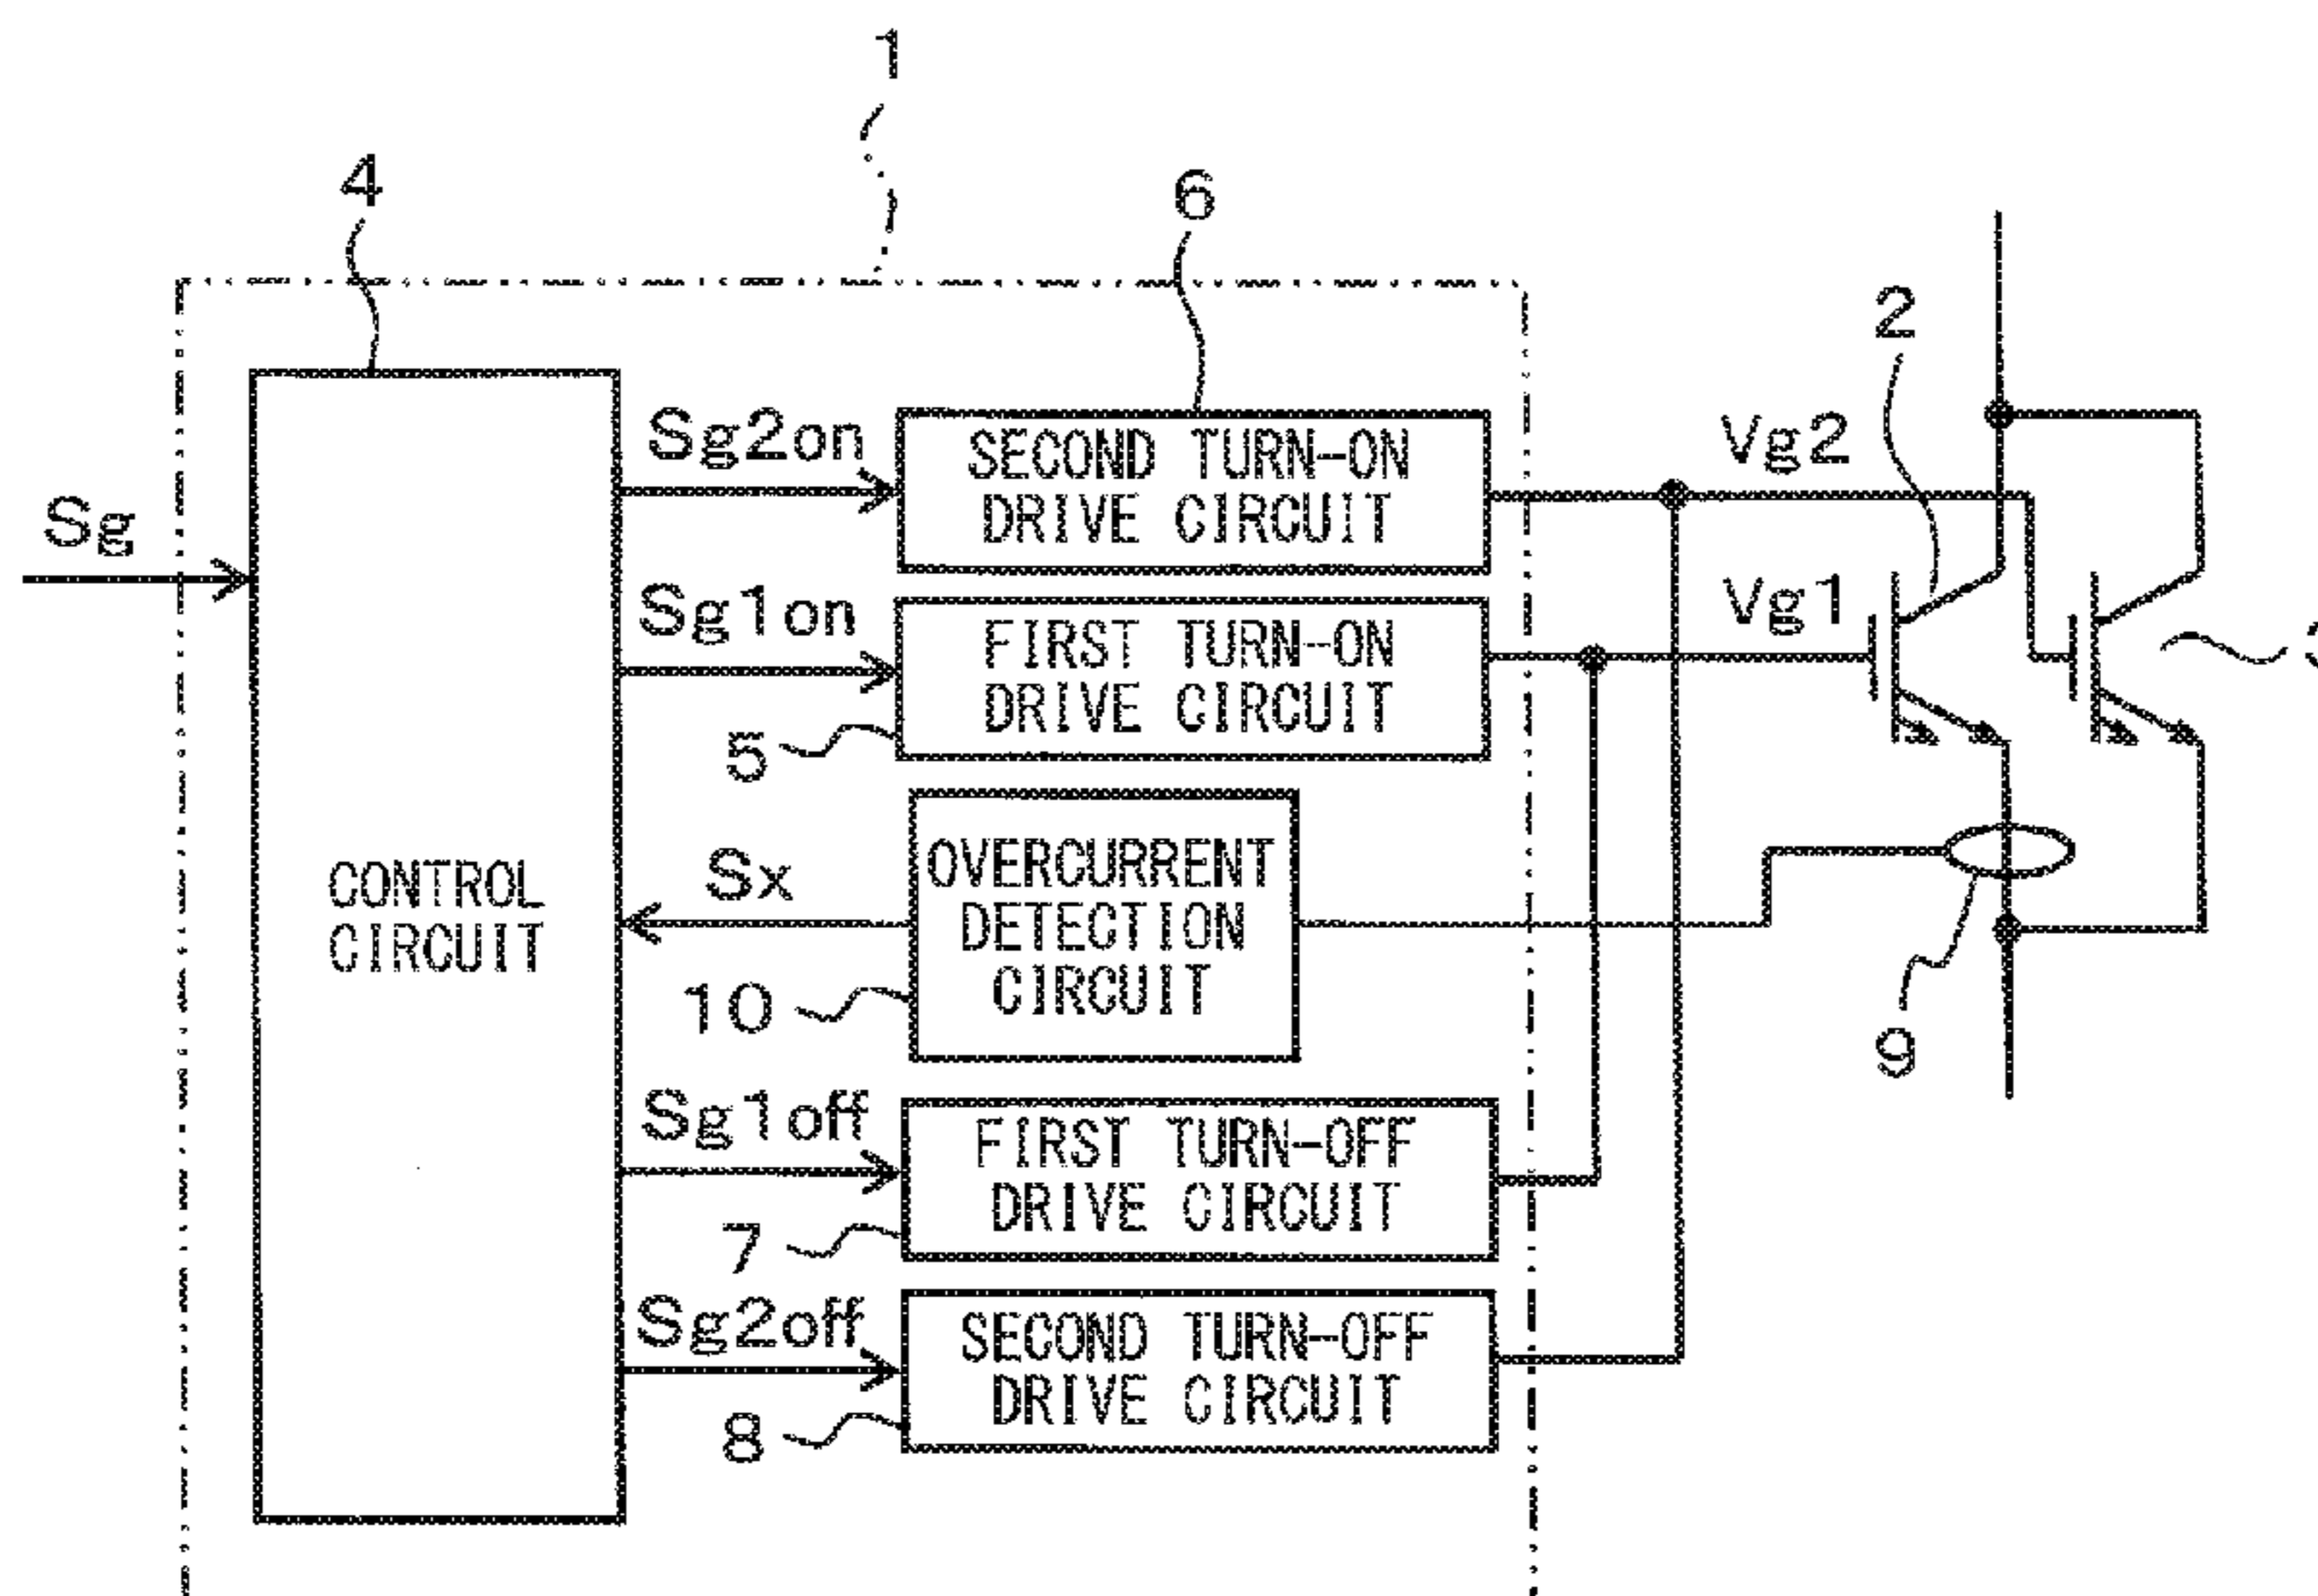 1
4
6
2
Sg2on
SECOND TURN-ON
DRIVE CIRCUIT
Vg2
Sg
Sg1on
FIRST TURN-ON
DRIVE CIRCUIT
Vg1
5
CONTROL
CIRCUIT
Sx
OVERCURRENT
DETECTION
CIRCUIT
10
9
Sg1off
FIRST TURN-OFF
DRIVE CIRCUIT
7
Sg2off
SECOND TURN-OFF
DRIVE CIRCUIT
8